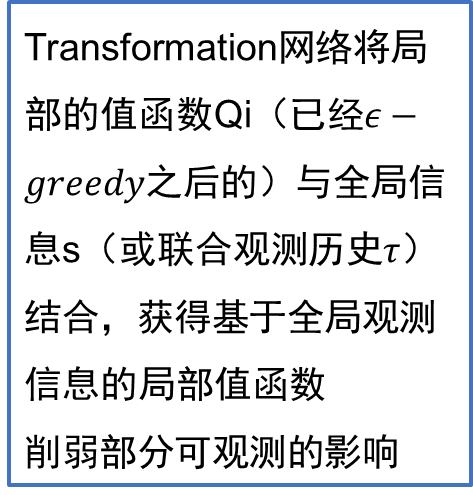 Transformation网络将局
部的值函数Qi（已经𝜖 −
𝑔𝑟𝑒𝑒𝑑𝑦之后的）与全局信
息s（或联合观测历史𝜏）
结合，获得基于全局观测
信息的局部值函数
削弱部分可观测的影响